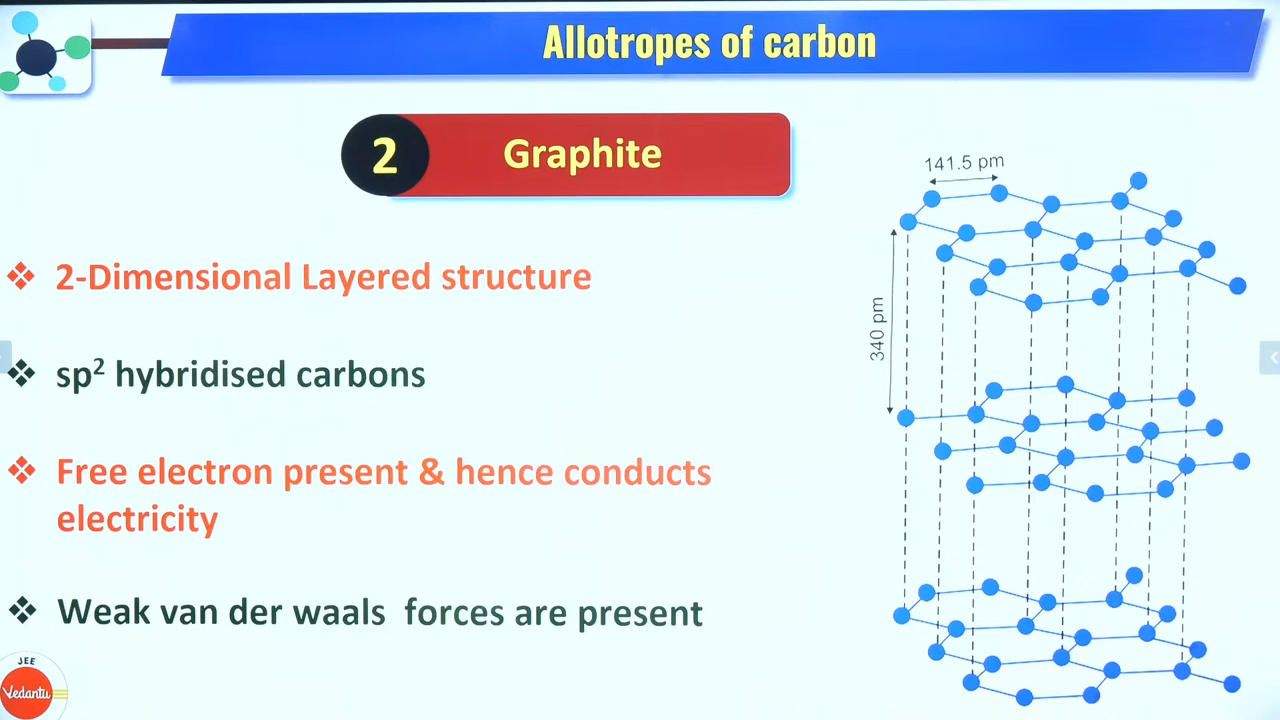 Allotropes of carbon
2
Graphite
141.5 pm
340 pm
❖ 2-Dimensional Layered structure
❖ sp² hybridised carbons
❖ Free electron present & hence conducts
electricity
❖ Weak van der waals forces are present
JEE
Vedantu